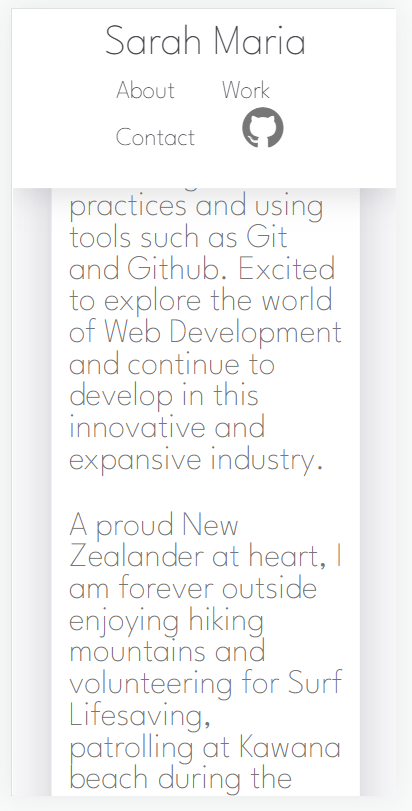 Sarah Maria
About Work
Contact
practices and using
tools such as Git
and Github. Excited
to explore the world
of Web Development
and continue to
develop in this
innovative and
expansive industry.
A proud New
Zealander at heart, I
am forever outside
enjoying hiking
mountains and
volunteering for Surf
Lifesaving,
patrolling at Kawana
beach during the